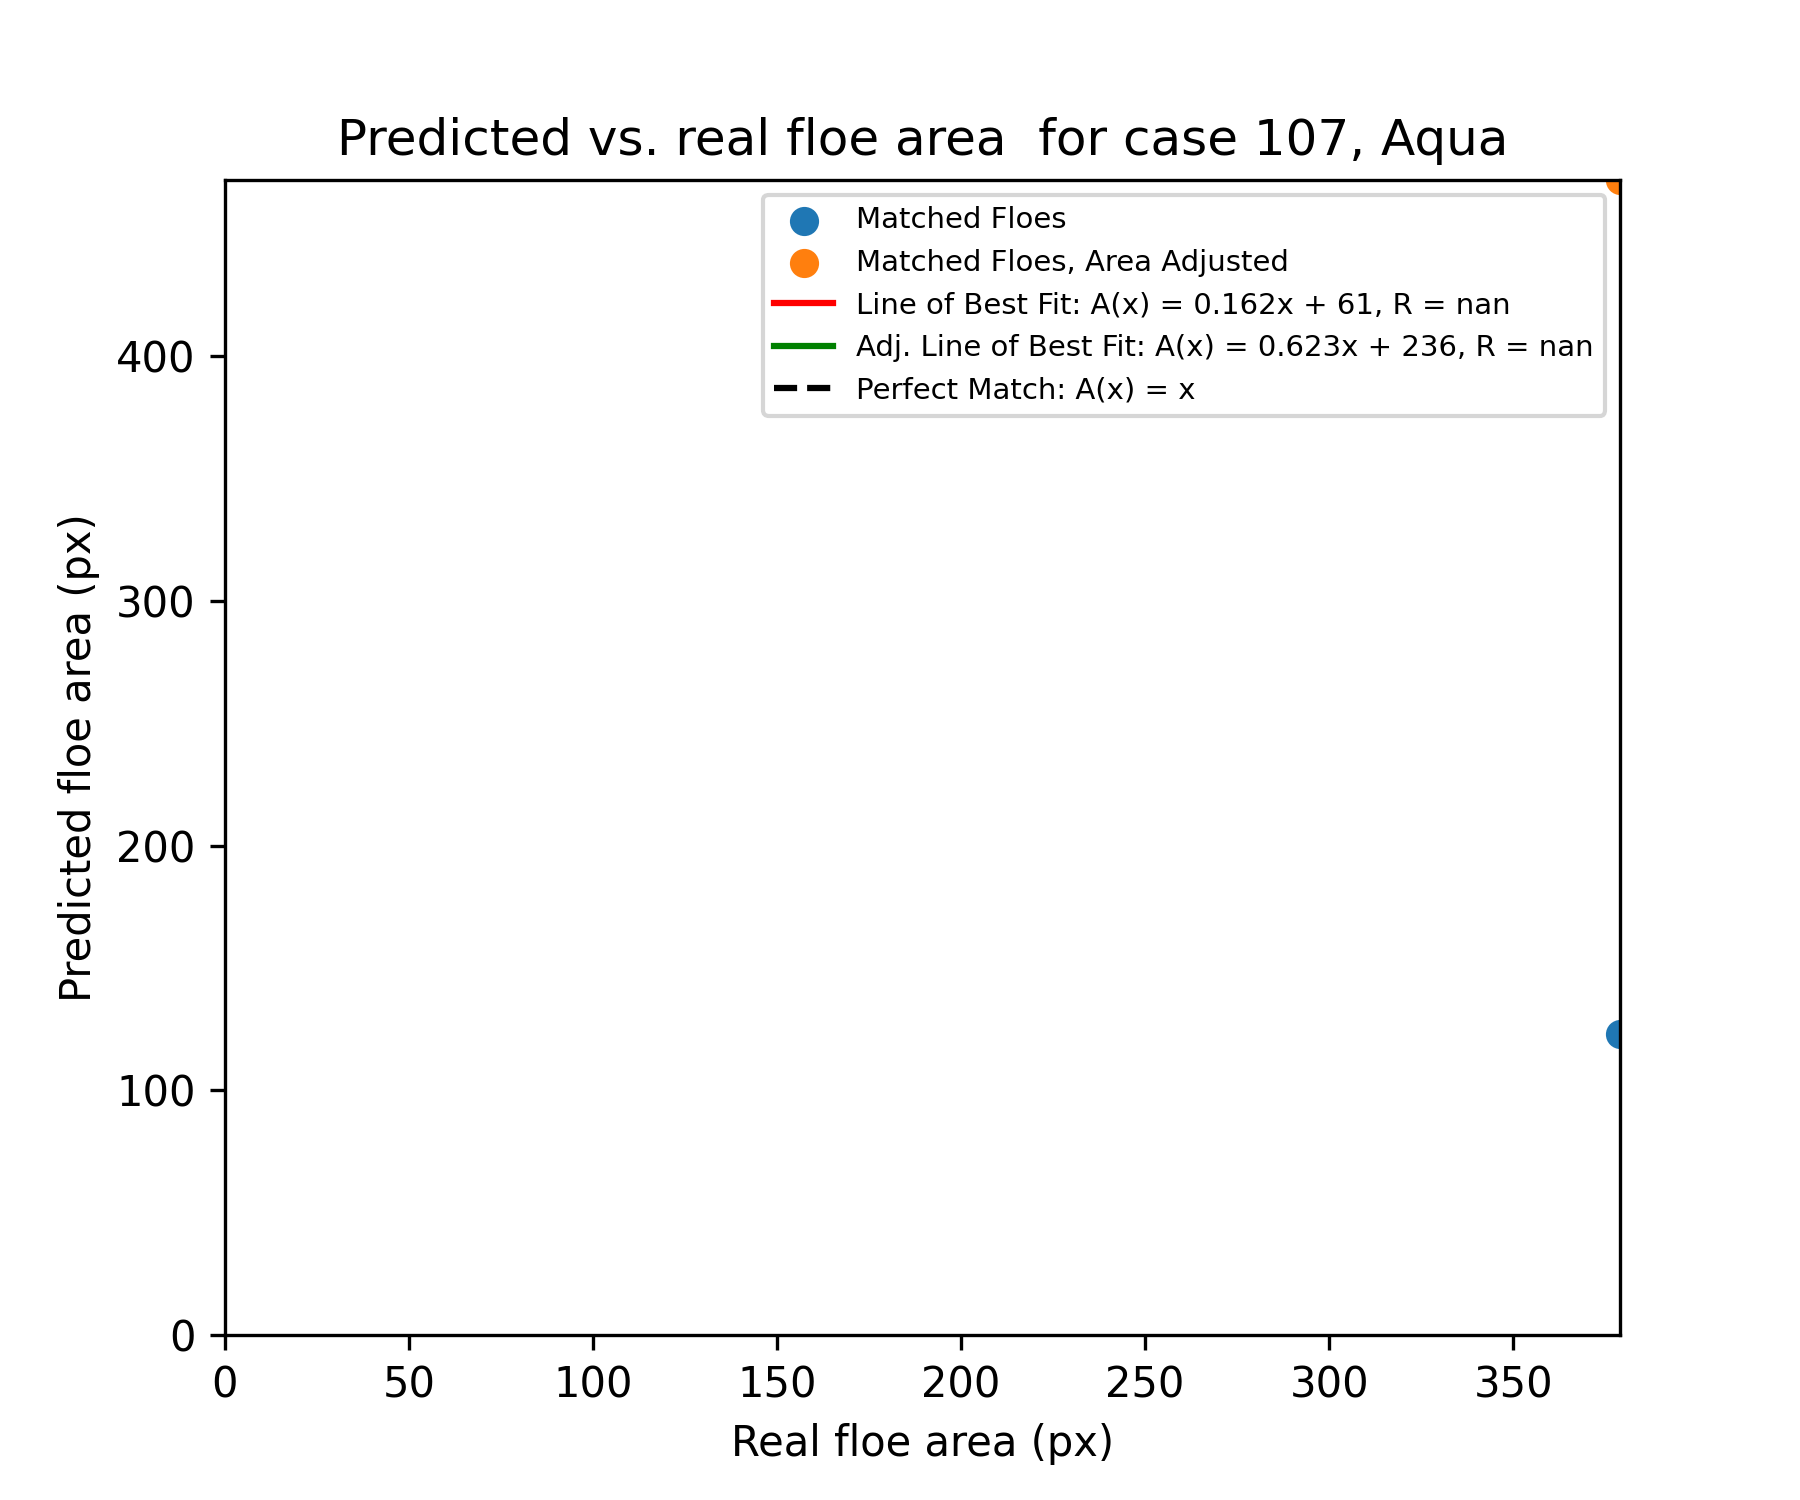 Predicted vs. real floe area  for case 107, Aqua
Matched Floes
Matched Floes, Area Adjusted
Line of Best Fit: A(x) = 0.162x + 61, R = nan
Adj. Line of Best Fit: A(x) = 0.623x + 236, R = nan
Perfect Match: A(x) = x
Predicted floe area (px)
400
300
200
100
0
0 50 100 150 200 250 300 350
Real floe area (px)